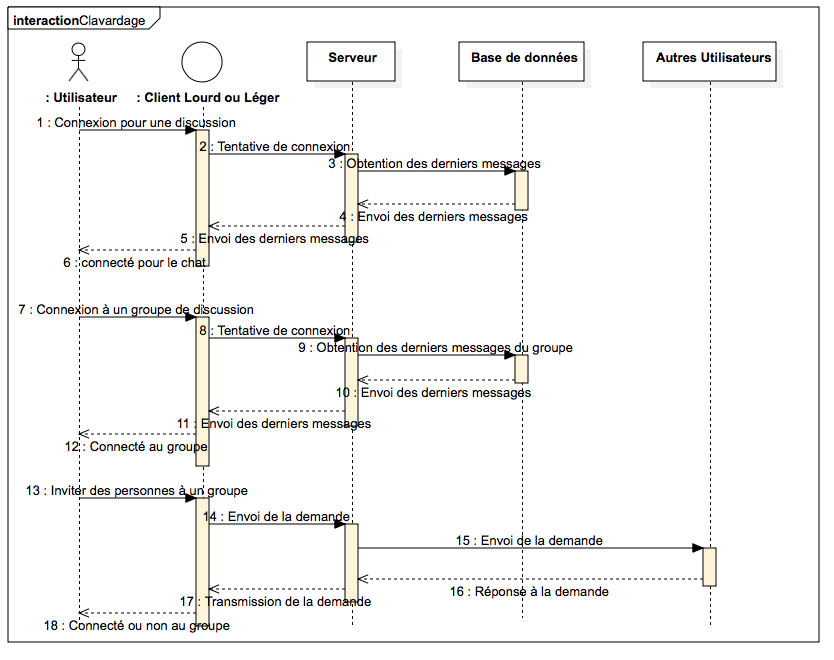 interactionClavardage
: Utilisateur
: Client Lourd ou Léger
Serveur
Base de données
Autres Utilisateurs
1 : Connexion pour une discussion
2 : Tentative de connexion
3 : Obtention des derniers messages
4 : Envoi des derniers messages
5 : Envoi des derniers messages
6 : connecté pour le chat
7 : Connexion à un groupe de discussion
8 : Tentative de connexion
9 : Obtention des derniers messages du groupe
10 : Envoi des derniers messages
11 : Envoi des derniers messages
12 : Connecté au groupe
13 : Inviter des personnes à un groupe
14 : Envoi de la demande
15 : Envoi de la demande
16 : Réponse à la demande
17 : Transmission de la demande
18 : Connecté ou non au groupe